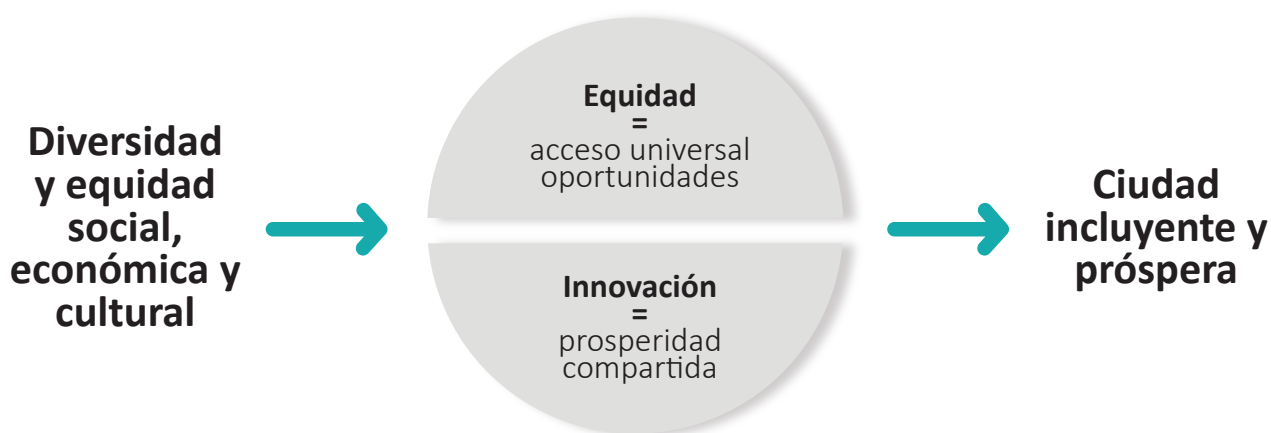 Diversidad
y equidad
social,
económica y
cultural
Equidad
=
acceso universal
oportunidades
Innovación
=
prosperidad
compartida
Ciudad
incluyente y
próspera